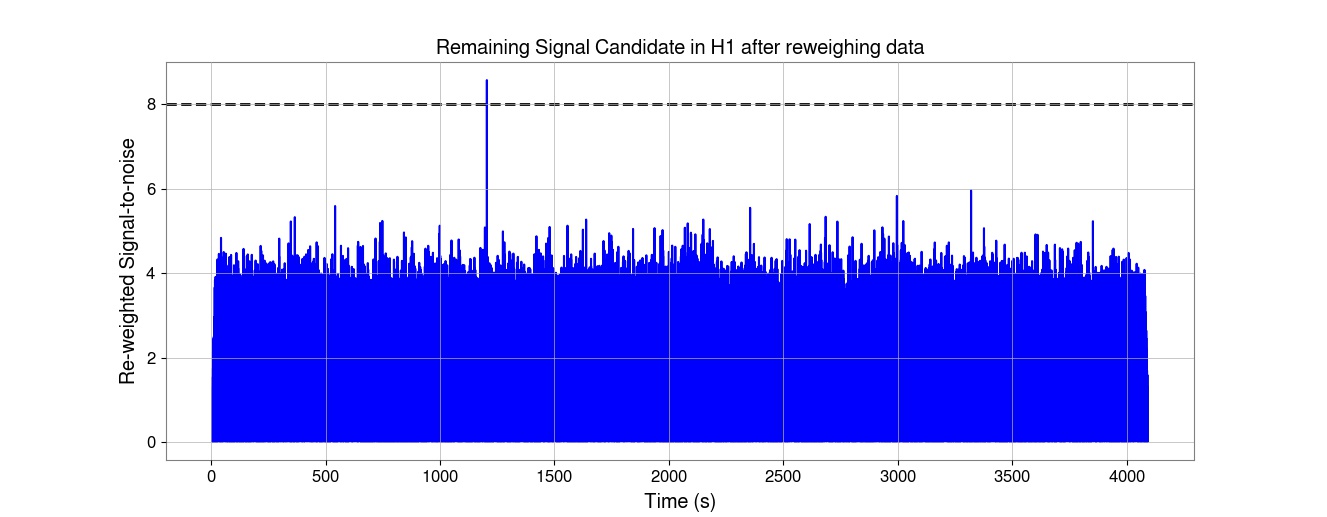 Remaining Signal Candidate in H1 after reweighing data
Re-weighted Signal-to-noise
8
6
4
2
0
0 500 1000 1500 2000 2500 3000 3500 4000
Time (s)